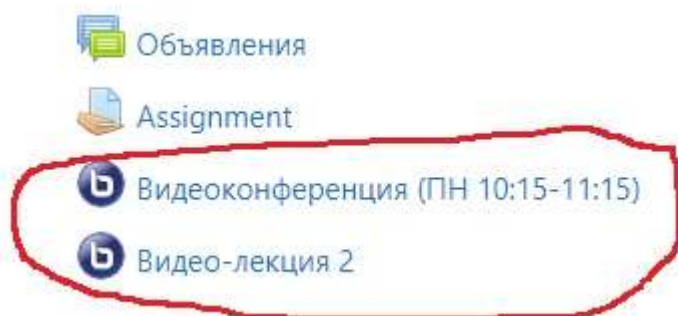 Объявления
Assignment
Видеоконференция (ПН 10:15-11:15)
Видео-лекция 2